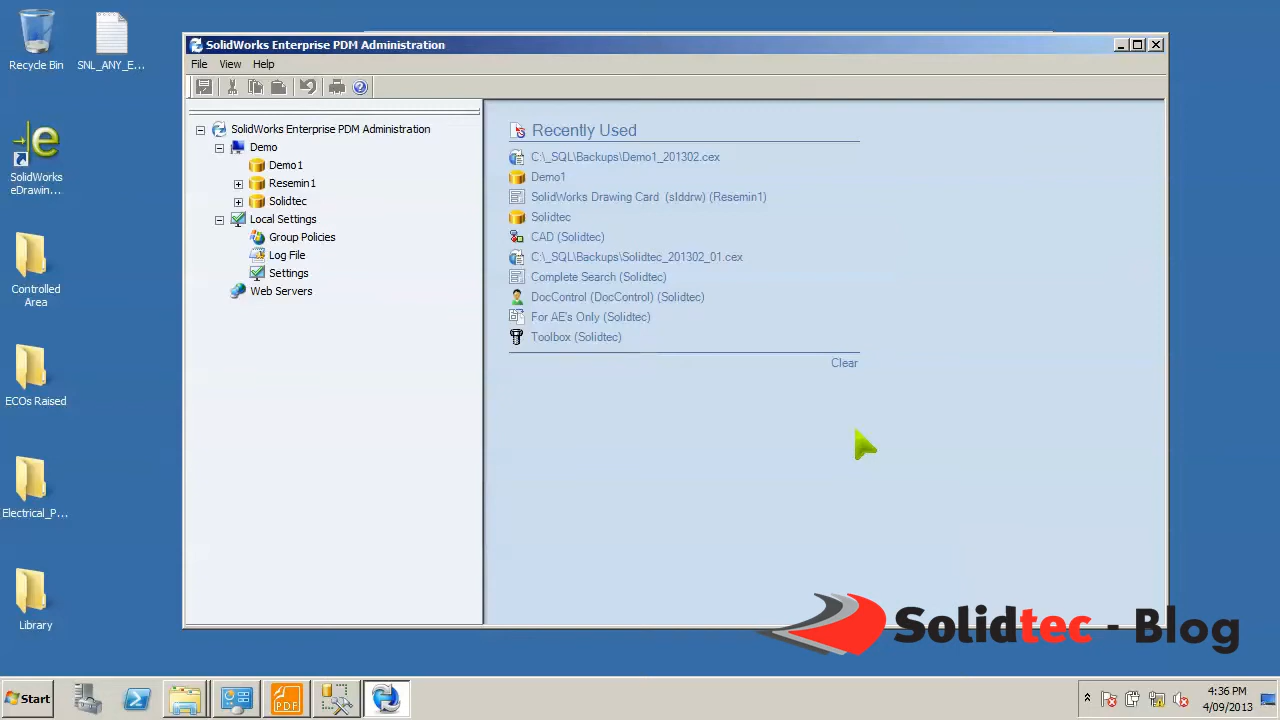 Recycle Bin
SNL_ANY_E...
SolidWorks
eDrawin...
Controlled
Area
ECOs Raised
Electrical_P...
Library
SolidWorks Enterprise PDM Administration
File View Help
SolidWorks Enterprise PDM Administration
Demo
Demo1
Resemin1
Solidtec
Local Settings
Group Policies
Log File
Settings
Web Servers
Recently Used
C:\_SQL\Backups\Demo1_201302.cex
Demo1
SolidWorks Drawing Card (slddrw) (Resemin1)
Solidtec
CAD (Solidtec)
C:\_SQL\Backups\Solidtec_201302_01.cex
Complete Search (Solidtec)
DocControl (DocControl) (Solidtec)
For AE's Only (Solidtec)
Toolbox (Solidtec)
Clear
Solidtec - Blog
Start
PDF
4:36 PM
4/09/2013